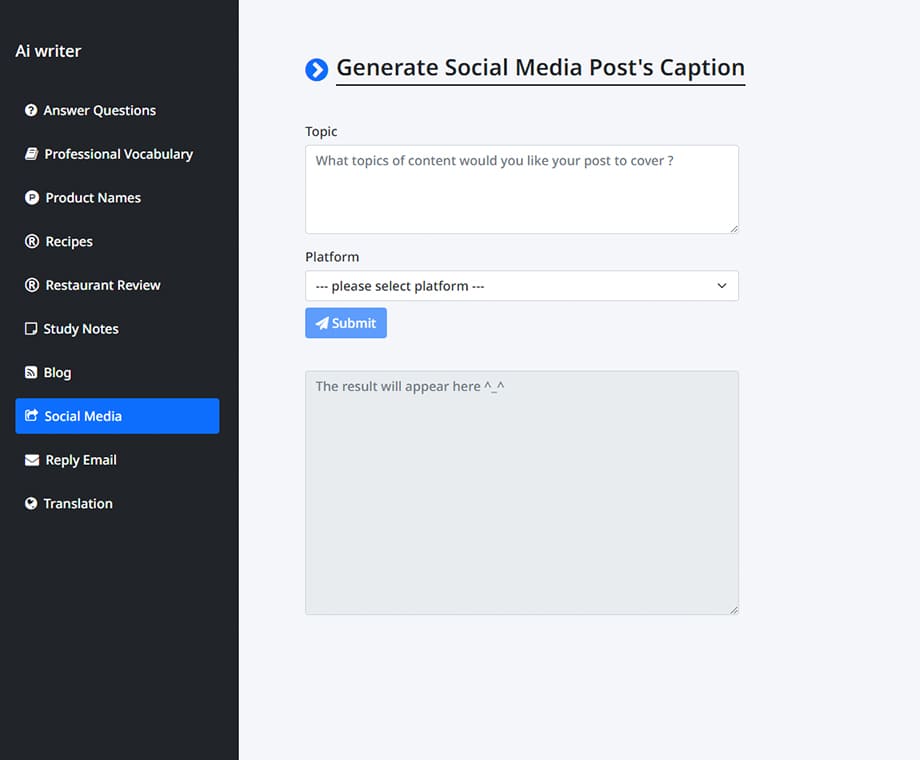 Ai writer
Answer Questions
Professional Vocabulary
Product Names
Recipes
Restaurant Review
Study Notes
Blog
Social Media
Reply Email
Translation
Generate Social Media Post's Caption
Topic
What topics of content would you like your post to cover ?
Platform
--- please select platform ---
Submit
The result will appear here ^_^